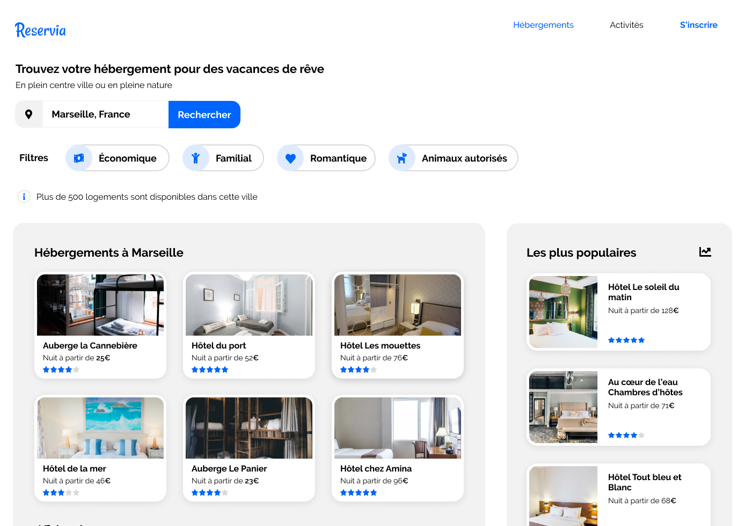 Reservia
Hébergements
Activités
S'inscrire
Trouvez votre hébergement pour des vacances de rêve
En plein centre ville ou en pleine nature
Marseille, France
Rechercher
Filtres
Économique
Familial
Romantique
Animaux autorisés
Plus de 500 logements sont disponibles dans cette ville
Hébergements à Marseille
Auberge la Cannebière
Nuit à partir de 25€
Hôtel du port
Nuit à partir de 52€
Hôtel Les mouettes
Nuit à partir de 76€
Hôtel de la mer
Nuit à partir de 46€
Auberge Le Panier
Nuit à partir de 23€
Hôtel chez Amina
Nuit à partir de 96€
Les plus populaires
Hôtel Le soleil du
matin
Nuit à partir de 128€
Au cœur de l'eau
Chambres d'hôtes
Nuit à partir de 71€
Hôtel Tout bleu et
Blanc
Nuit à partir de 68€